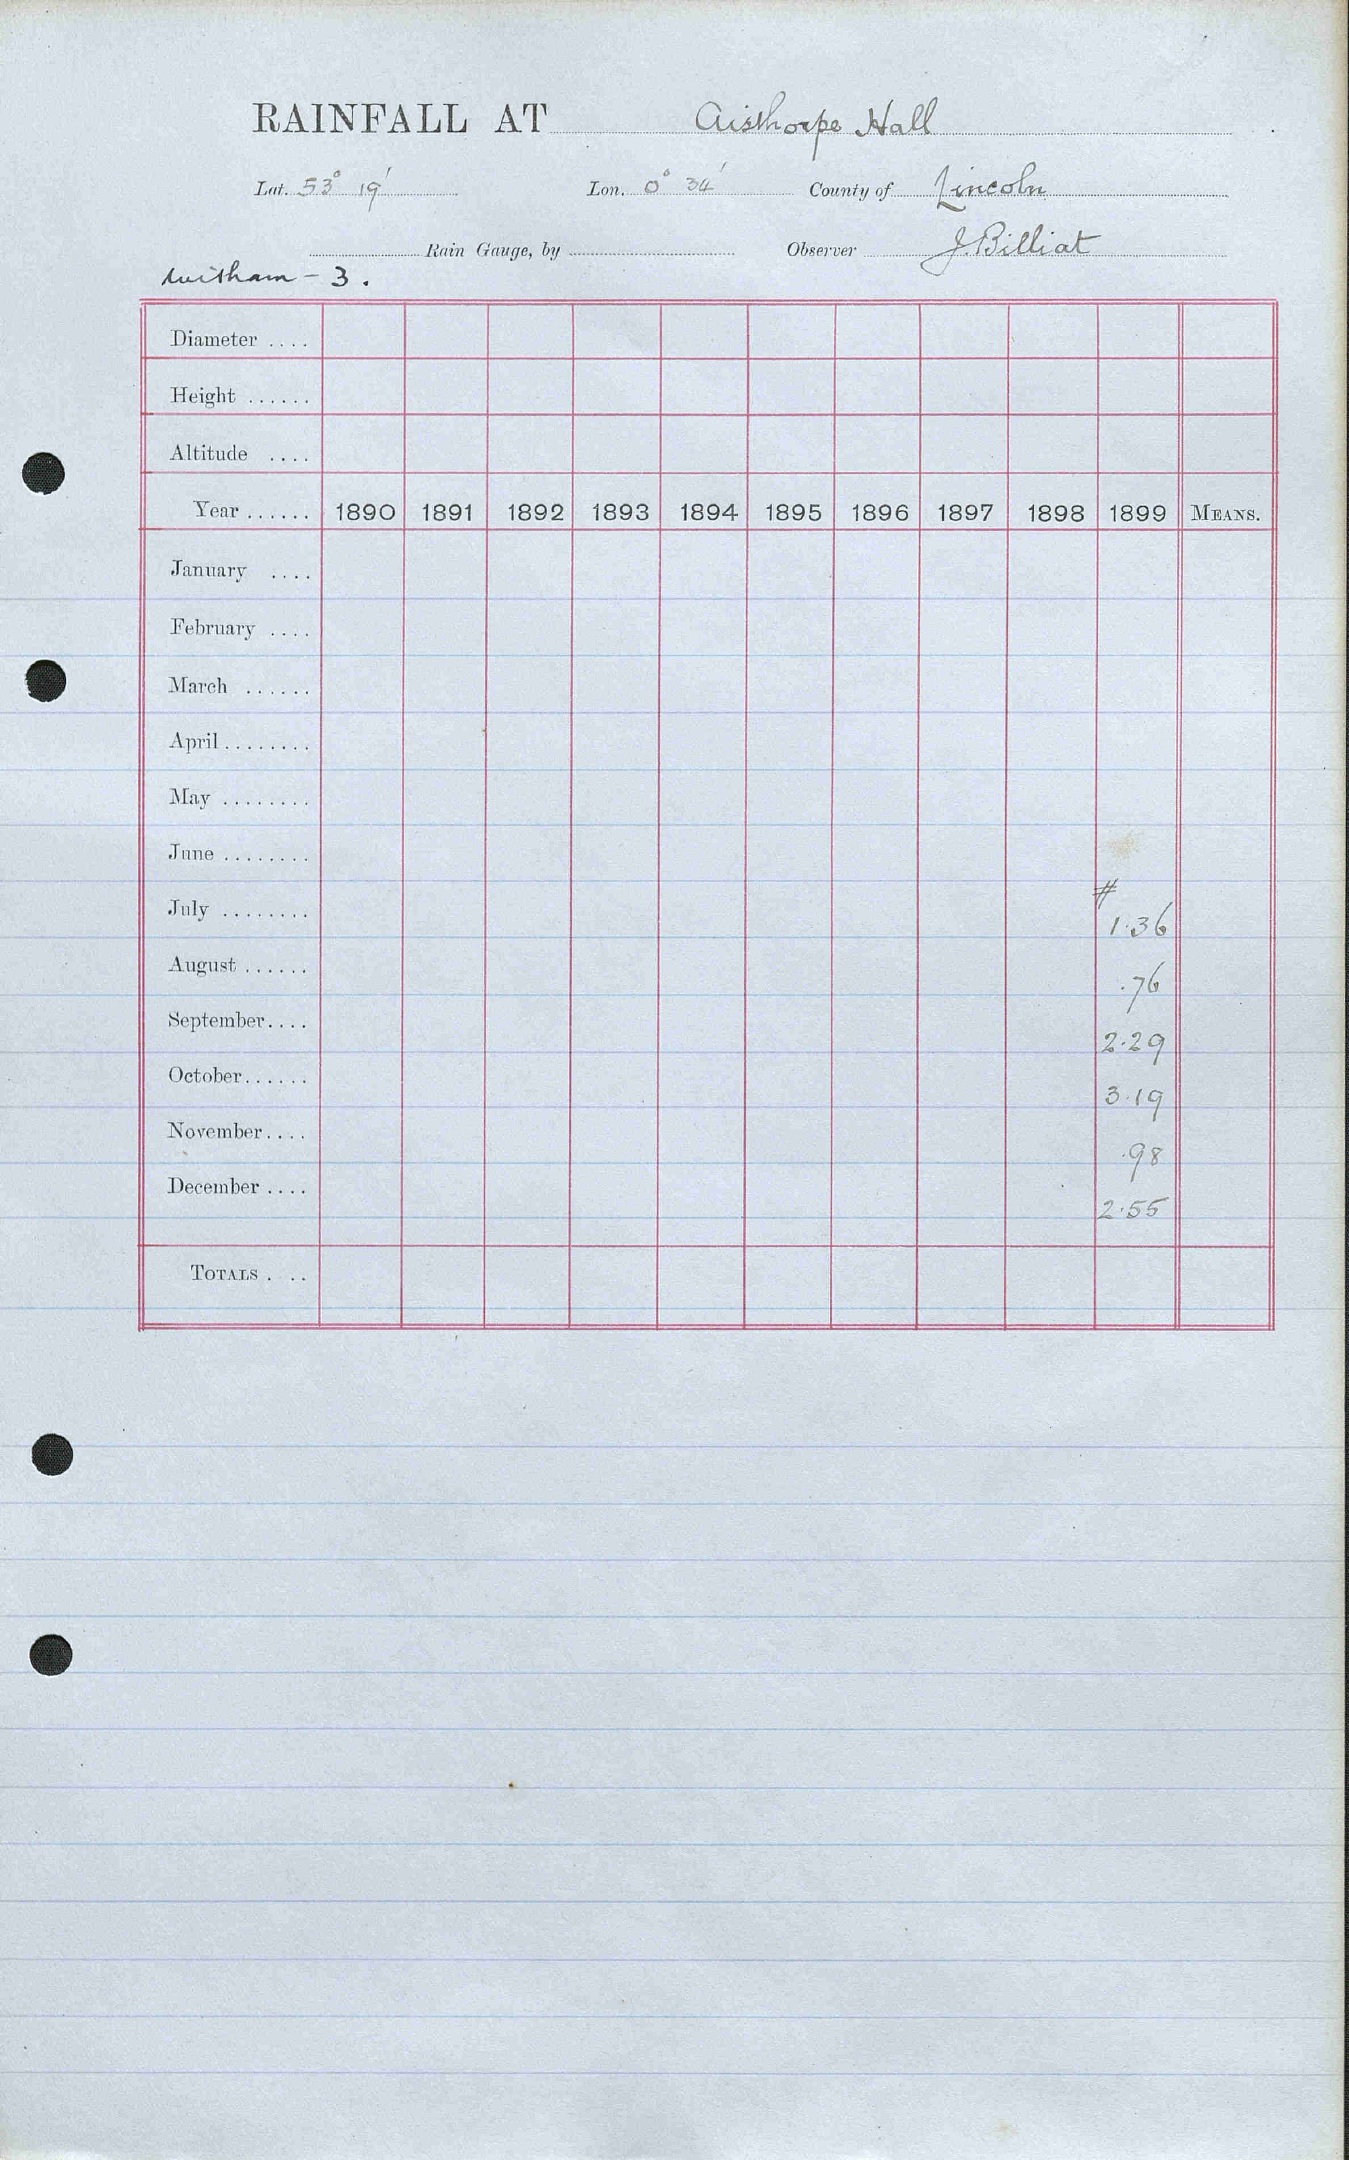 RAINFALL AT Aisthorpe Hall
Lat. 53° 19' Lon. 0° 34' County of Lincoln
Rain Gauge, by Observer J. Billiat
Witham - 3.
Diameter ....
Height ......
Altitude ....
Year ...... 1890 1891 1892 1893 1894 1895 1896 1897 1898 1899 MEANS.
January ....
February ....
March ......
April ........
May ........
June ........
#
July ........ 1.36
August ...... .76
September.... 2.29
October...... 3.19
November.... .98
December .... 2.55
TOTALS . ..